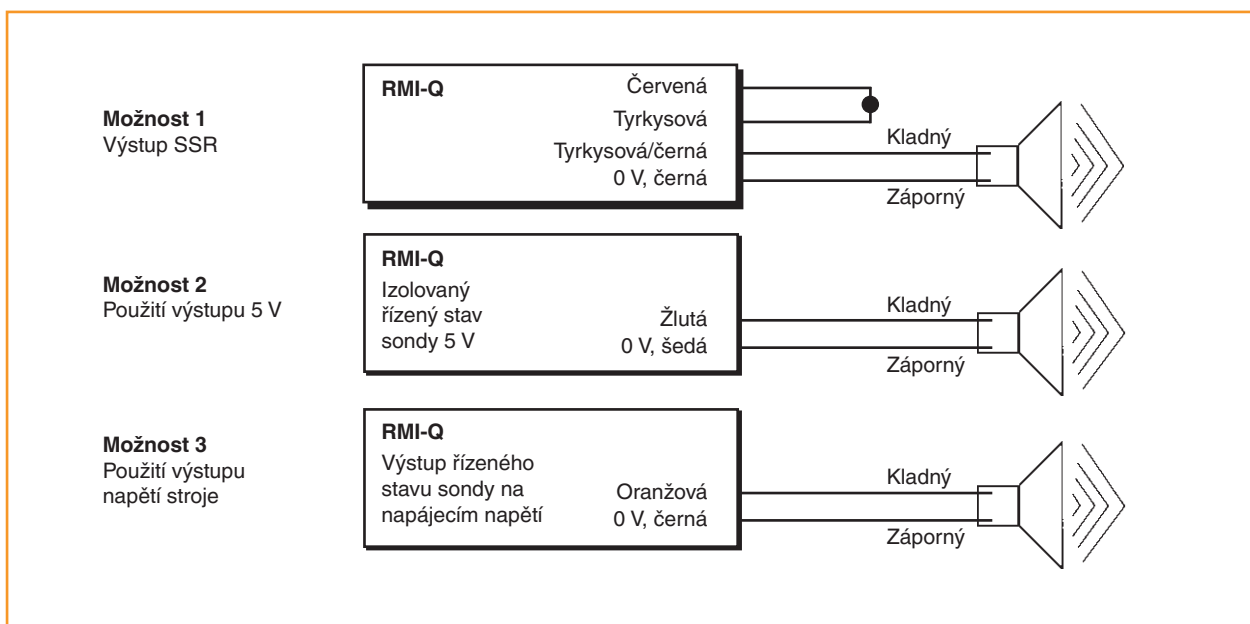 Možnost 1
Výstup SSR
RMI-Q
Červená
Tyrkysová
Tyrkysová/černá
0 V, černá
Kladný
Záporný
Možnost 2
Použití výstupu 5 V
RMI-Q
Izolovaný
řízený stav
sondy 5 V
Žlutá
0 V, šedá
Kladný
Záporný
Možnost 3
Použití výstupu
napětí stroje
RMI-Q
Výstup řízeného
stavu sondy na
napájecím napětí
Oranžová
0 V, černá
Kladný
Záporný